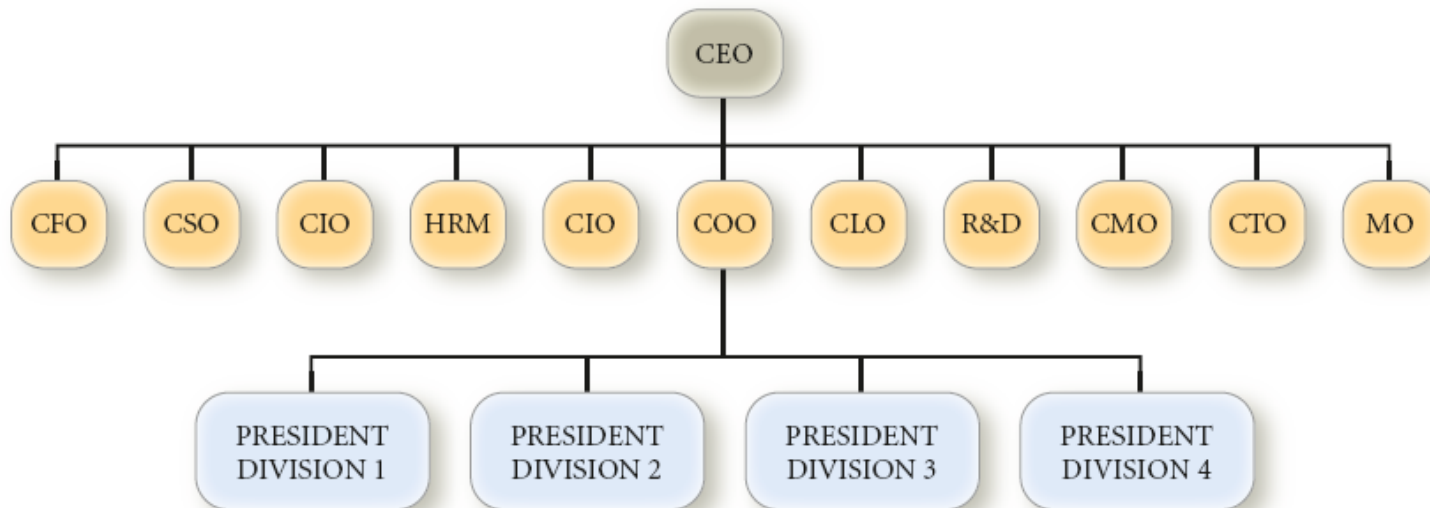 CEO
CFO
CSO
CIO
HRM
CIO
COO
CLO
R&D
CMO
CTO
MO
PRESIDENT
DIVISION 1
PRESIDENT
DIVISION 2
PRESIDENT
DIVISION 3
PRESIDENT
DIVISION 4